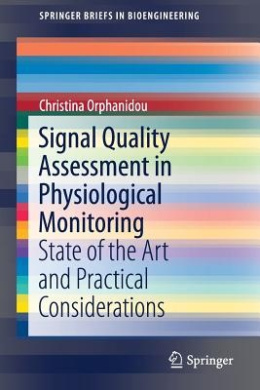 SPRINGER BRIEFS IN BIOENGINEERING
Christina Orphanidou
Signal Quality
Assessment in
Physiological
Monitoring
State of the Art
and Practical
Considerations
Springer